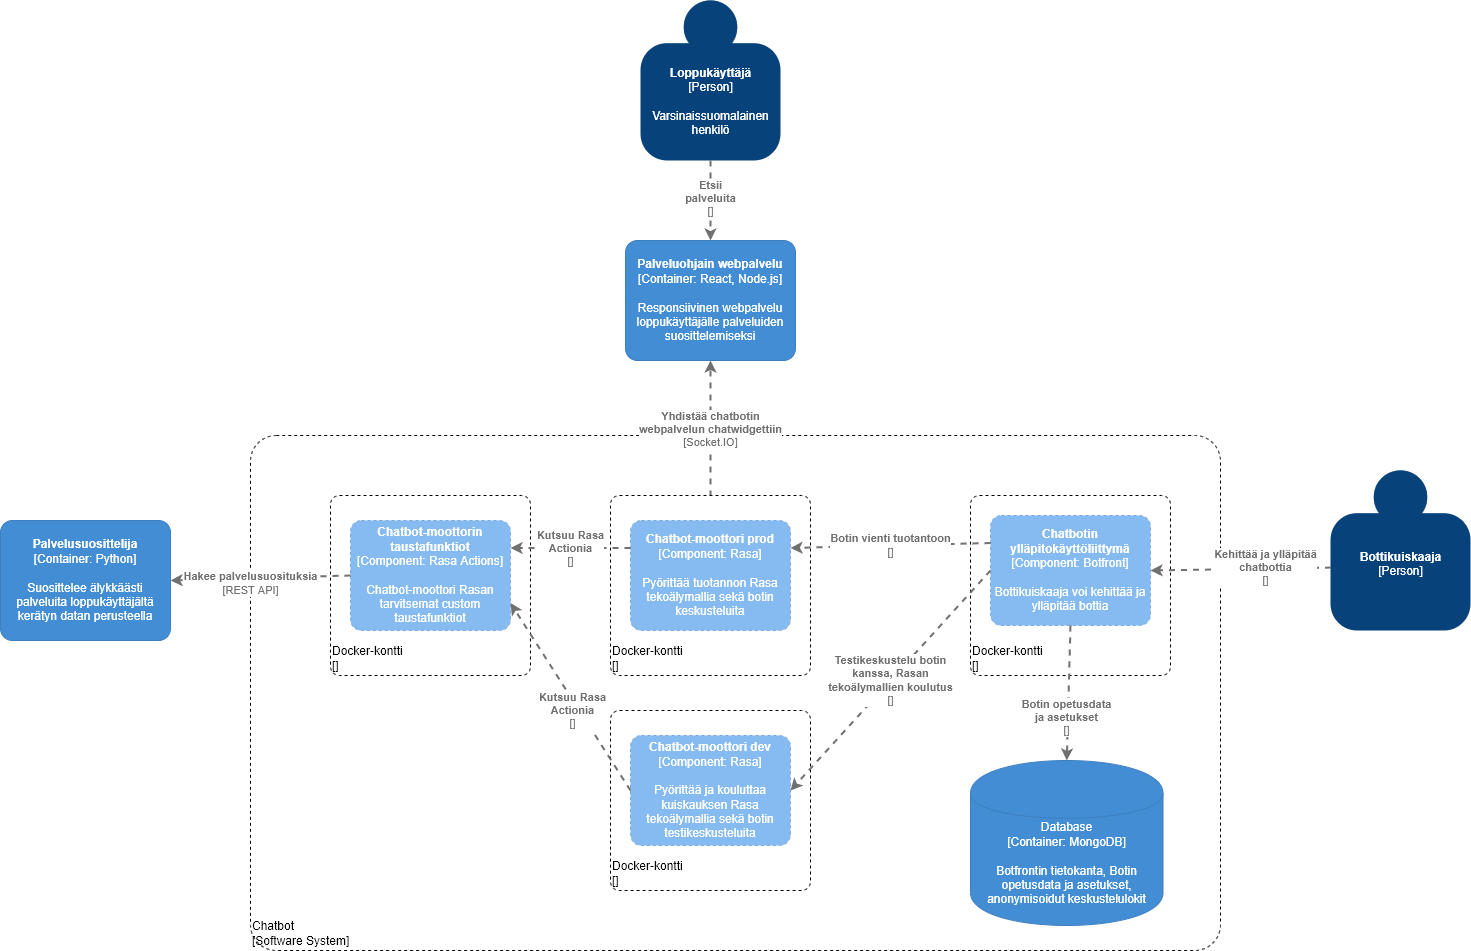 Loppukäyttäjä
[Person]
Varsinaissuomalainen
henkilö
Etsii
palveluita
[]
Palveluohjain webpalvelu
[Container: React, Node.js]
Responsiivinen webpalvelu
loppukäyttäjälle palveluiden
suosittelemiseksi
Yhdistää chatbotin
webpalvelun chatwidgettiin
[Socket.IO]
Palvelusuosittelija
[Container: Python]
Suosittelee älykkäästi
palveluita loppukäyttäjältä
kerätyn datan perusteella
Hakee palvelusuosituksia
[REST API]
Chatbot-moottorin
taustafunktiot
[Component: Rasa Actions]
Chatbot-moottori Rasan
tarvitsemat custom
taustafunktiot
Docker-kontti
[]
Kutsuu Rasa
Actionia
[]
Chatbot-moottori prod
[Component: Rasa]
Pyörittää tuotannon Rasa
tekoälymallia sekä botin
keskusteluita
Docker-kontti
[]
Botin vienti tuotantoon
[]
Chatbotin
ylläpitokäyttöliittymä
[Component: Botfront]
Bottikuiskaaja voi kehittää ja
ylläpitää bottia
Docker-kontti
[]
Kehittää ja ylläpitää
chatbottia
[]
Bottikuiskaaja
[Person]
Testikeskustelu botin
kanssa, Rasan
tekoälymallien koulutus
[]
Kutsuu Rasa
Actionia
[]
Botin opetusdata
ja asetukset
[]
Chatbot-moottori dev
[Component: Rasa]
Pyörittää ja kouluttaa
kuiskauksen Rasa
tekoälymallia sekä botin
testikeskusteluita
Docker-kontti
[]
Database
[Container: MongoDB]
Botfrontin tietokanta, Botin
opetusdata ja asetukset,
anonymisoidut keskustelulokit
Chatbot
[Software System]